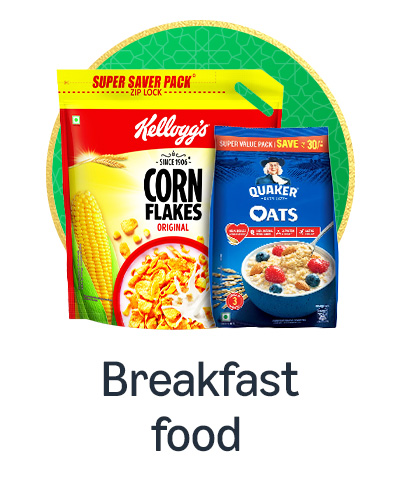 SUPER SAVER PACK
ZIP LOCK
Kellogg's
SINCE 1906
CORN
FLAKES
ORIGINAL
SUPER VALUE PACK | SAVE ₹ 30/-
QUAKER
OATS
3
Breakfast
food